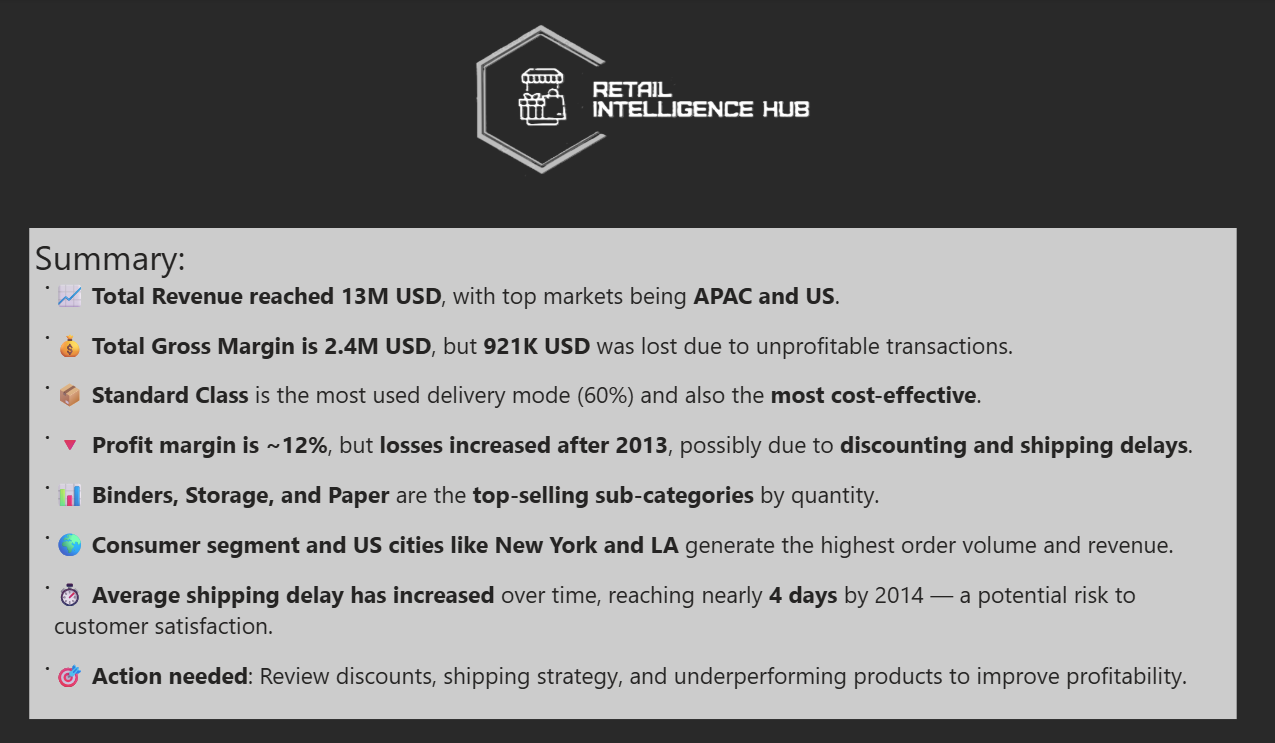 RETAIL
INTELLIGENCE HUB
Summary:
📈 Total Revenue reached 13M USD, with top markets being APAC and US.
💰 Total Gross Margin is 2.4M USD, but 921K USD was lost due to unprofitable transactions.
📦 Standard Class is the most used delivery mode (60%) and also the most cost-effective.
🔻 Profit margin is ~12%, but losses increased after 2013, possibly due to discounting and shipping delays.
📊 Binders, Storage, and Paper are the top-selling sub-categories by quantity.
🌍 Consumer segment and US cities like New York and LA generate the highest order volume and revenue.
⏱ Average shipping delay has increased over time, reaching nearly 4 days by 2014 — a potential risk to
customer satisfaction.
🎯 Action needed: Review discounts, shipping strategy, and underperforming products to improve profitability.